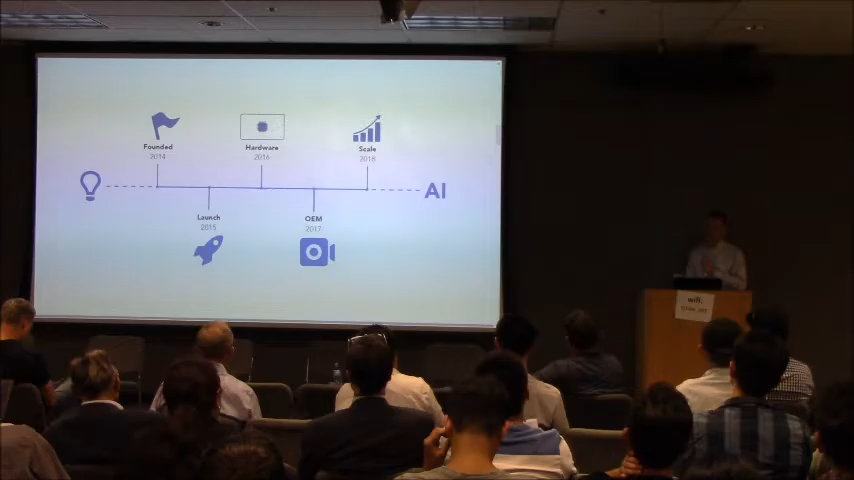 Founded
2014
Hardware
2016
Scale
2018
AI
Launch
2015
OEM
2017
wifi: